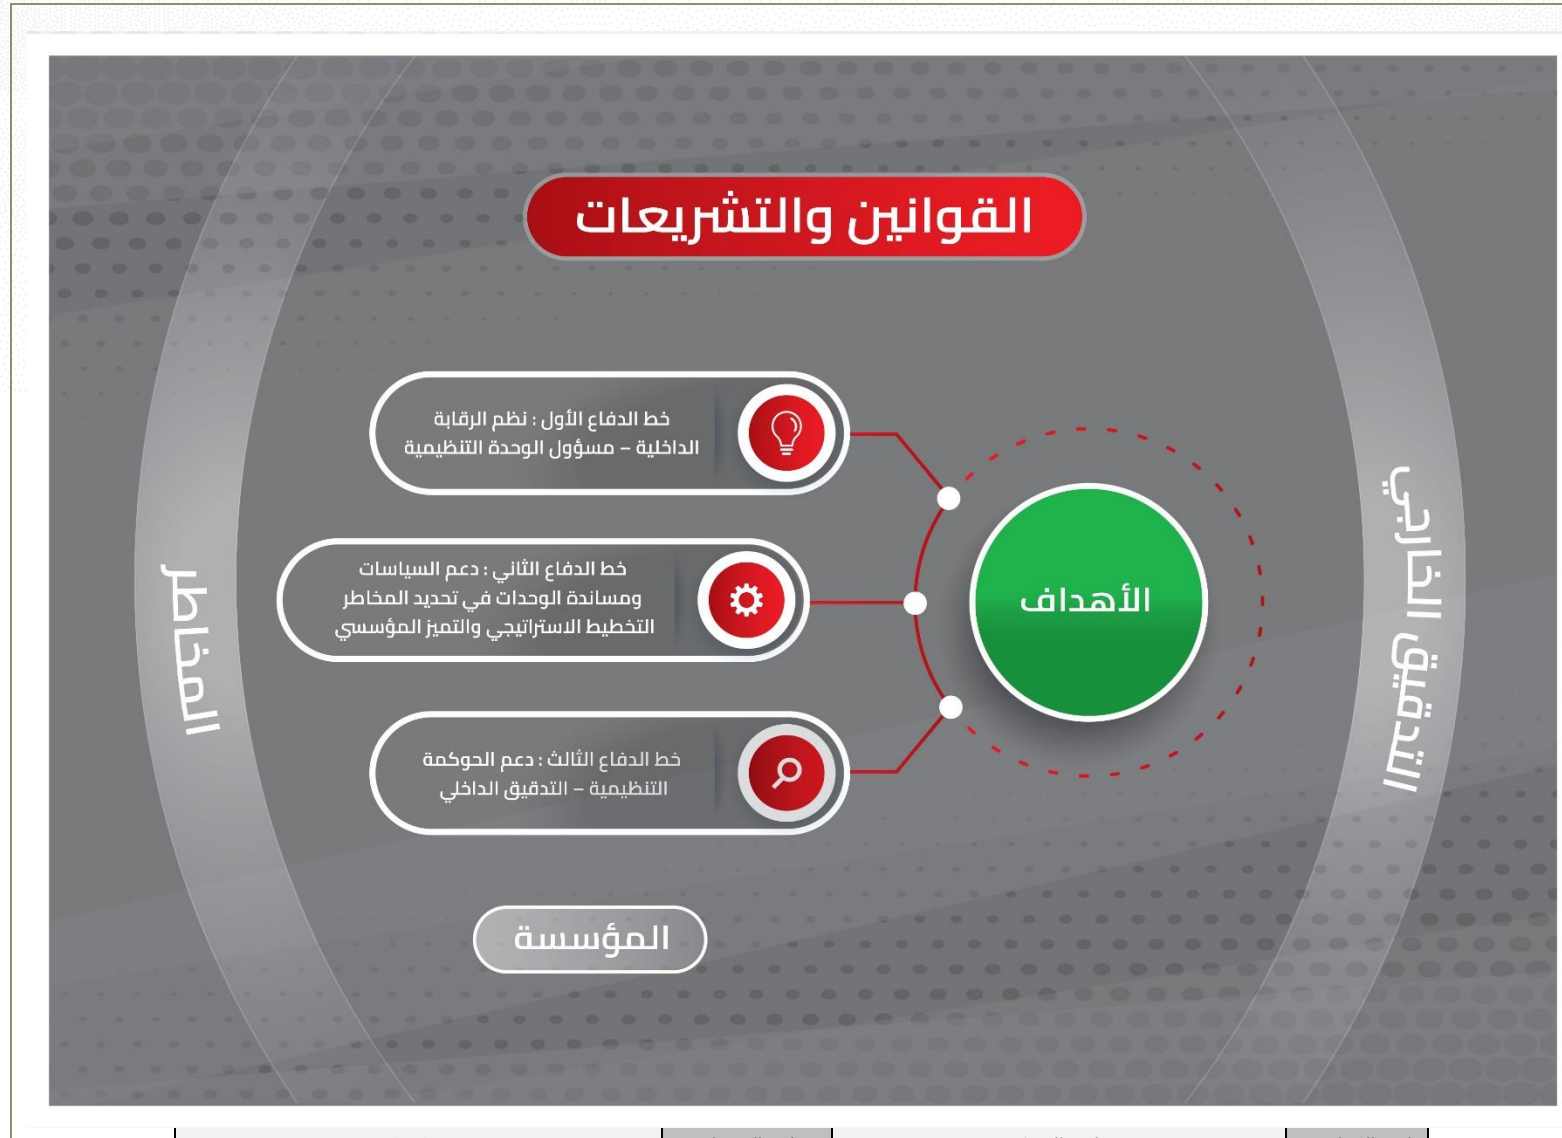 القوانين والتشريعات
خط الدفاع الأول : نظم الرقابة
الداخلية – مسؤول الوحدة التنظيمية
خط الدفاع الثاني : دعم السياسات
ومساندة الوحدات في تحديد المخاطر
التخطيط الاستراتيجي والتميز المؤسسي
خط الدفاع الثالث : دعم الحوكمة
التنظيمية – التدقيق الداخلي
الأهداف
التدقيق الخارجي
المخاطر
المؤسسة